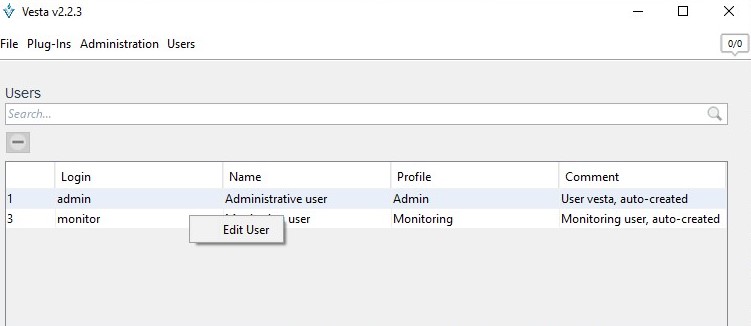 Vesta v2.2.3
File Plug-Ins Administration Users
0/0
Users
Search...
Login Name Profile Comment
1 admin Administrative user Admin User vesta, auto-created
3 monitor user Monitoring Monitoring user, auto-created
Edit User